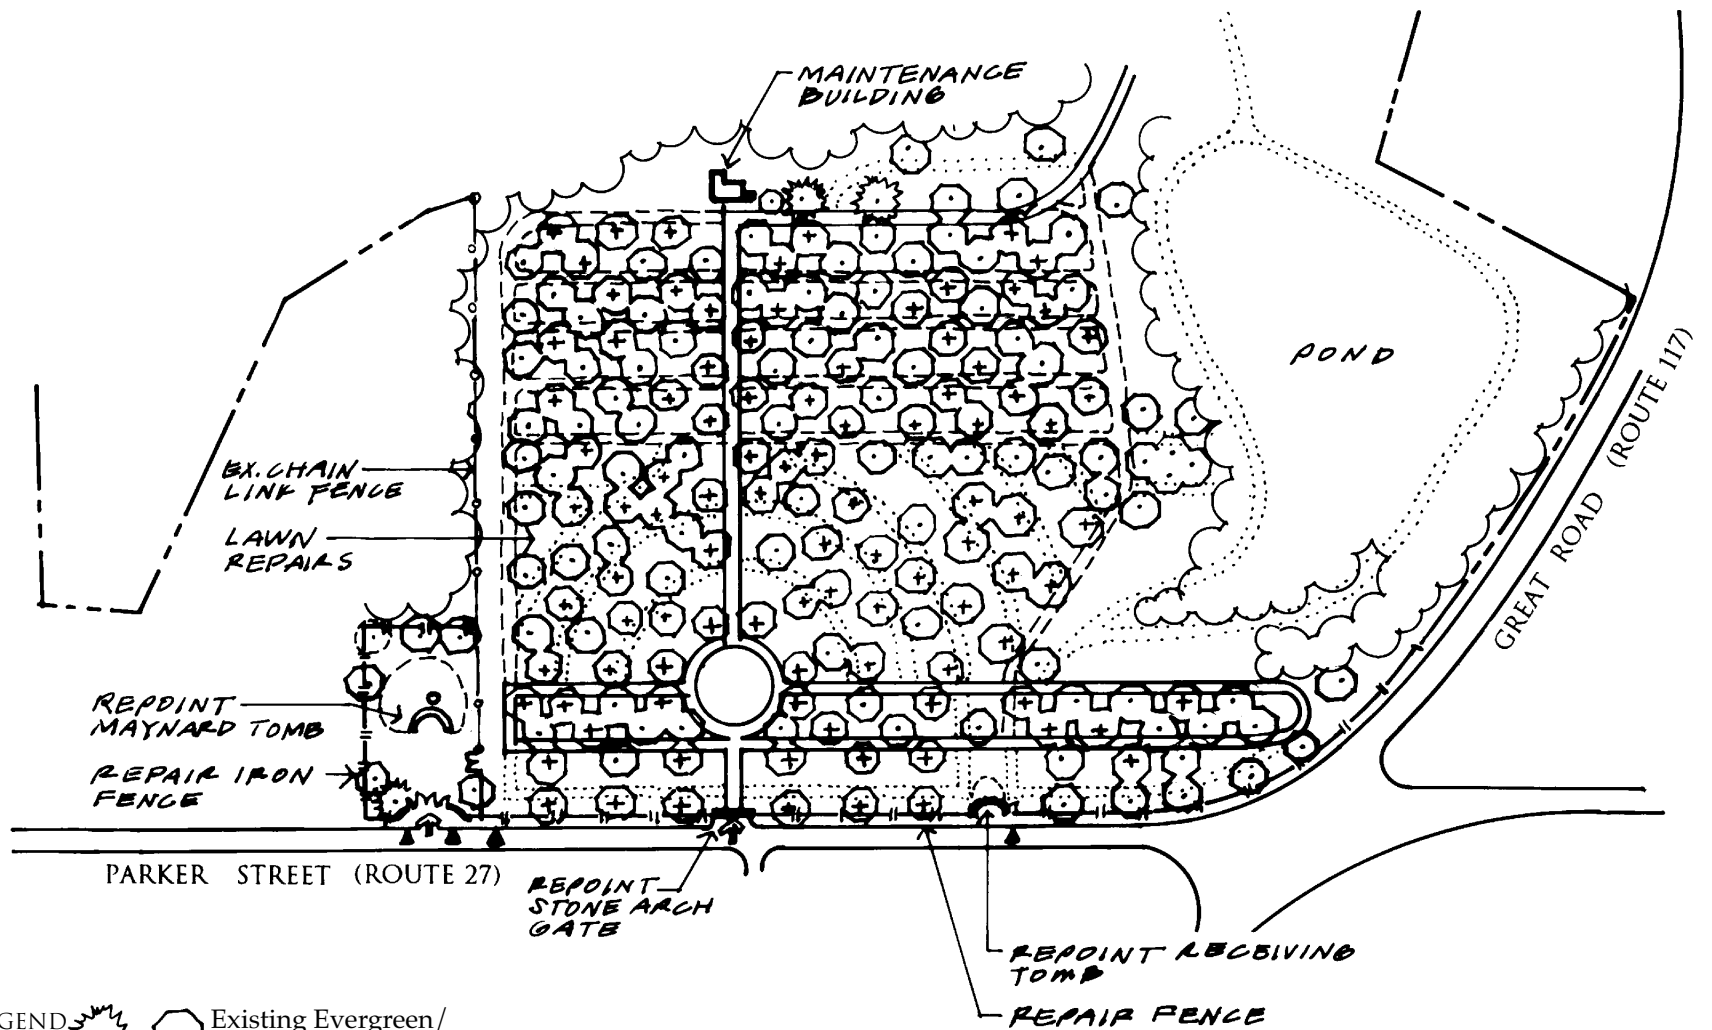 MAINTENANCE
BUILDING
POND
GREAT ROAD (ROUTE 117)
EX. CHAIN
LINK FENCE
LAWN
REPAIRS
REPOINT
MAYNARD TOMB
REPAIR IRON
FENCE
PARKER STREET (ROUTE 27)
REPOINT
STONE ARCH
GATE
REPOINT RECEIVING
TOMB
REPAIR FENCE
GEND Existing Evergreen/